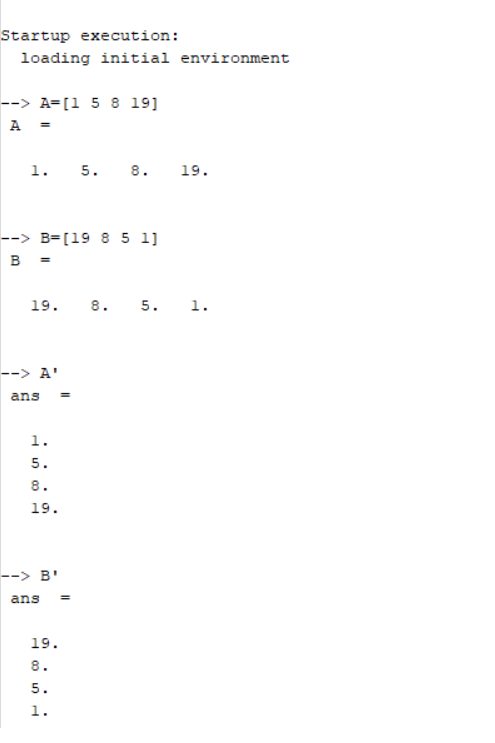 Startup execution:
  loading initial environment
--> A=[1 5 8 19]
 A  =
   1.   5.   8.   19.
--> B=[19 8 5 1]
 B  =
   19.   8.   5.   1.
--> A'
 ans  =
   1.
   5.
   8.
   19.
--> B'
 ans  =
   19.
   8.
   5.
   1.